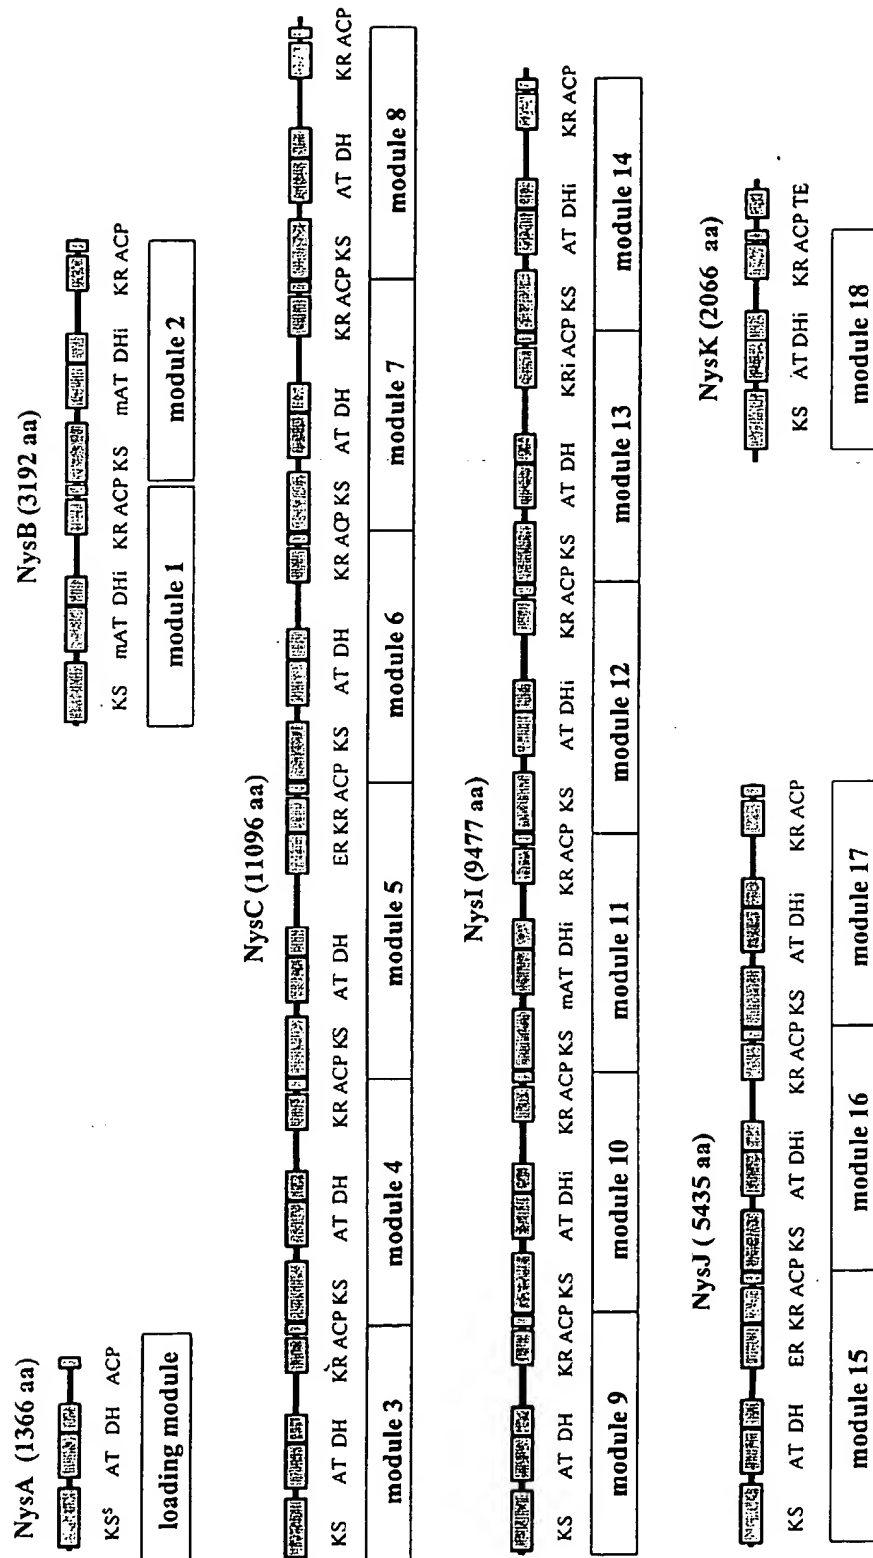 NysA (1366 aa)
KSˢ AT DH ACP
loading module
NysB (3192 aa)
KS mAT DHi KR ACP KS mAT DHi KR ACP
module 1 module 2
NysC (11096 aa)
KS AT DH KR ACP KS AT DH KR ACP KS AT DH ER KR ACP KS AT DH KR ACP KS AT DH KR ACP KS AT DH KR ACP
module 3 module 4 module 5 module 6 module 7 module 8
NysI (9477 aa)
KS AT DH KR ACP KS AT DHi KR ACP KS mAT DHi KR ACP KS AT DHi KR ACP KS AT DH KRi ACP KS AT DHi KR ACP
module 9 module 10 module 11 module 12 module 13 module 14
NysJ ( 5435 aa)
KS AT DH ER KR ACP KS AT DHi KR ACP KS AT DHi KR ACP
module 15 module 16 module 17
NysK (2066 aa)
KS AT DHi KR ACP TE
module 18